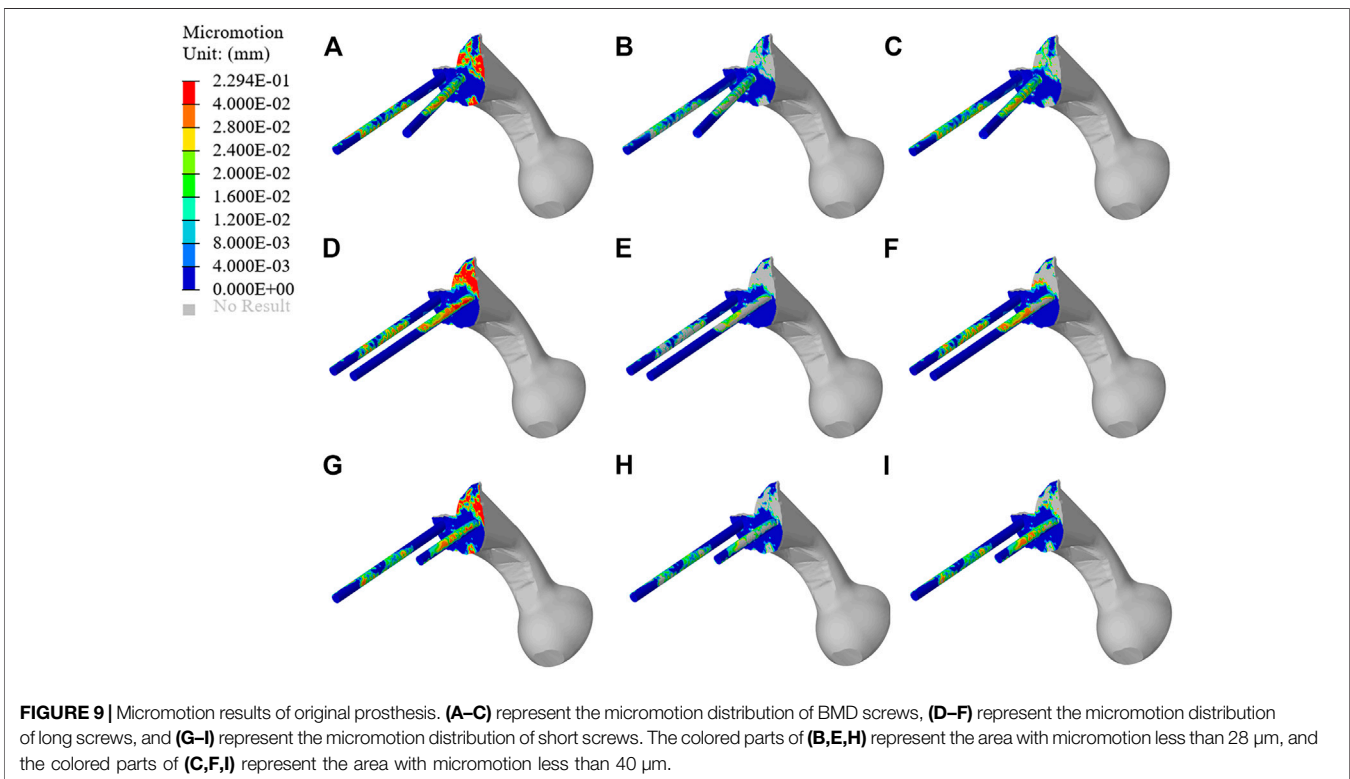 Micromotion
Unit: (mm)
2.294E-01
4.000E-02
2.800E-02
2.400E-02
2.000E-02
1.600E-02
1.200E-02
8.000E-03
4.000E-03
0.000E+00
No Result
A
B
C
D
E
F
G
H
I
FIGURE 9 | Micromotion results of original prosthesis. (A–C) represent the micromotion distribution of BMD screws, (D–F) represent the micromotion distribution
of long screws, and (G–I) represent the micromotion distribution of short screws. The colored parts of (B,E,H) represent the area with micromotion less than 28 μm, and
the colored parts of (C,F,I) represent the area with micromotion less than 40 μm.